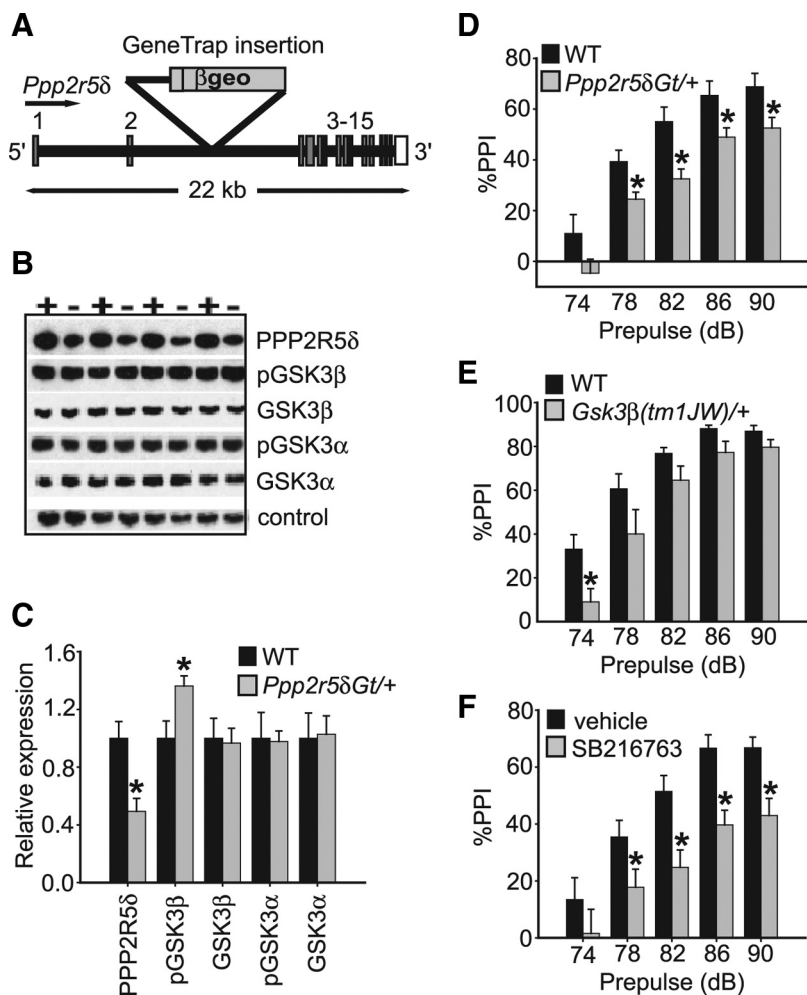 A
GeneTrap insertion
Ppp2r5δ
βgeo
1 2 3-15
5' 3'
22 kb
B
+ - + - + - + -
PPP2R5δ
pGSK3β
GSK3β
pGSK3α
GSK3α
control
C
WT
Ppp2r5δGt/+
Relative expression
1.6
1.2
0.8
0.4
0.0
*
*
PPP2R5δ
pGSK3β
GSK3β
pGSK3α
GSK3α
D
WT
Ppp2r5δGt/+
%PPI
80
60
40
20
0
* * * *
74 78 82 86 90
Prepulse (dB)
E
WT
Gsk3β(tm1JW)/+
%PPI
100
80
60
40
20
0
*
74 78 82 86 90
Prepulse (dB)
F
vehicle
SB216763
%PPI
80
60
40
20
0
* * * *
74 78 82 86 90
Prepulse (dB)